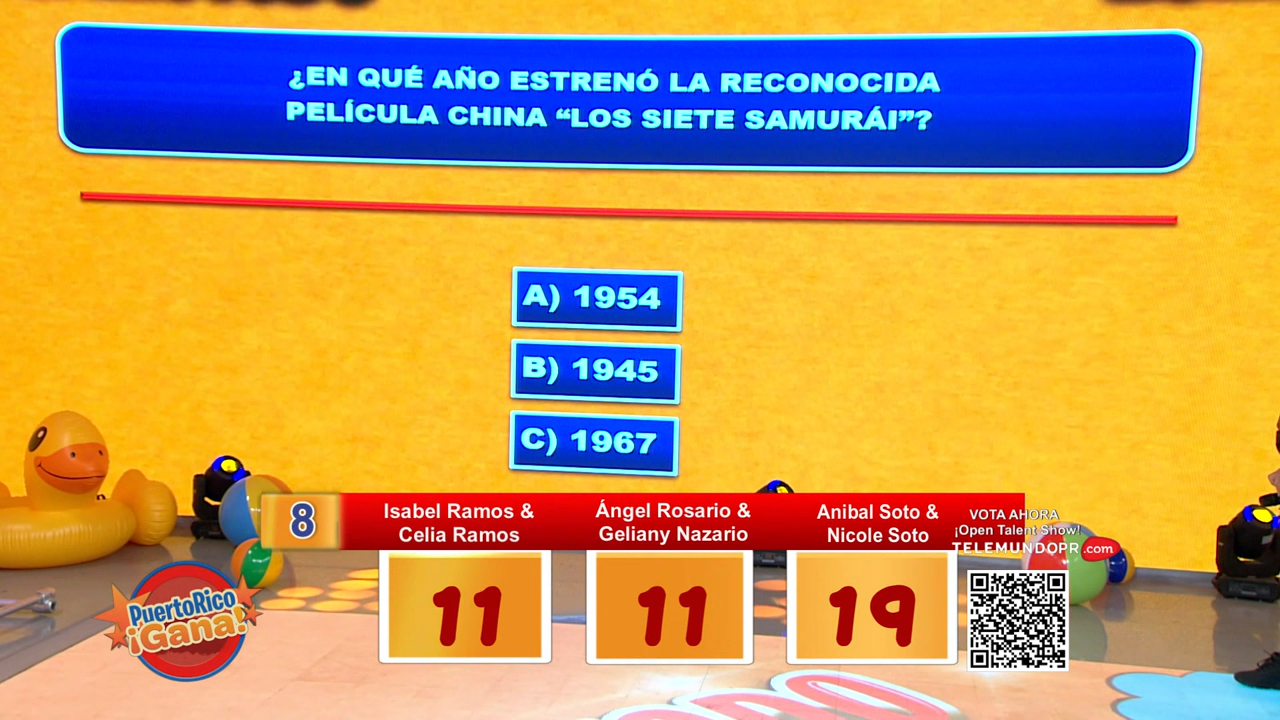 ¿EN QUÉ AÑO ESTRENÓ LA RECONOCIDA
PELÍCULA CHINA “LOS SIETE SAMURÁI”?
A) 1954
B) 1945
C) 1967
8
Isabel Ramos &
Celia Ramos
Ángel Rosario &
Geliany Nazario
Anibal Soto &
Nicole Soto
VOTA AHORA
¡Open Talent Show!
TELEMUNDOPR.com
11
11
19
PuertoRico
¡Gana!